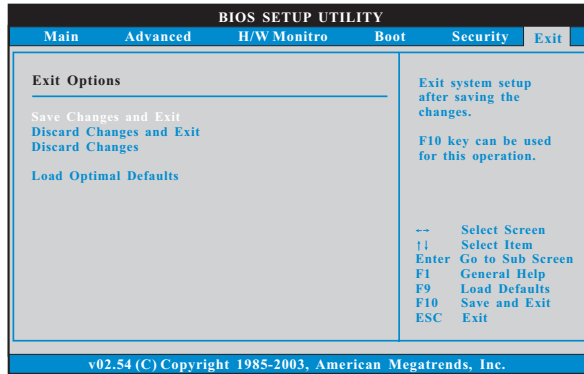 BIOS SETUP UTILITY
Main Advanced H/W Monitro Boot Security Exit
Exit Options
Save Changes and Exit
Discard Changes and Exit
Discard Changes
Load Optimal Defaults
Exit system setup
after saving the
changes.
F10 key can be used
for this operation.
←→ Select Screen
↑↓ Select Item
Enter Go to Sub Screen
F1 General Help
F9 Load Defaults
F10 Save and Exit
ESC Exit
v02.54 (C) Copyright 1985-2003, American Megatrends, Inc.